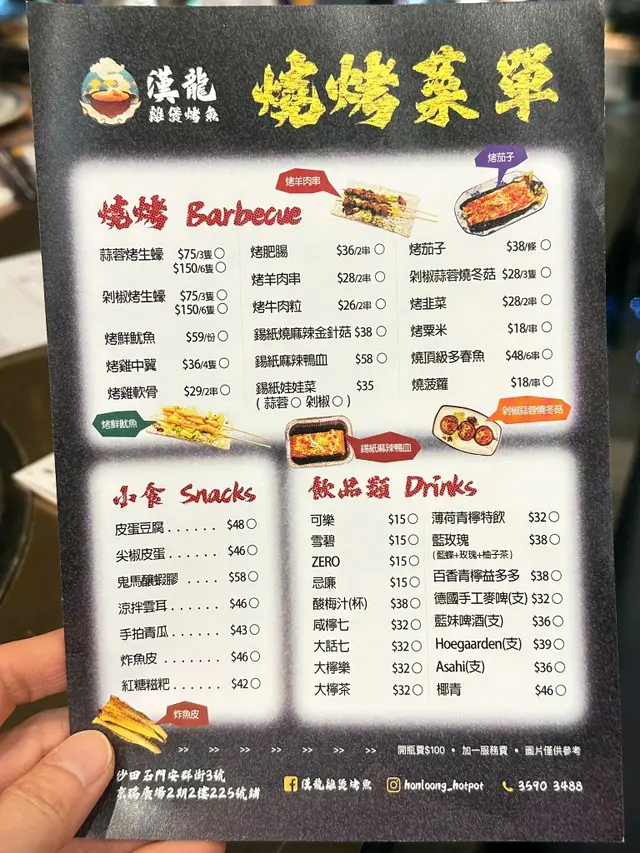 漢龍
雞煲烤魚
燒烤菜單
烤羊肉串
烤茄子
燒烤 Barbecue
蒜蓉烤生蠔 $75/3隻
$150/6隻
剁椒烤生蠔 $75/3隻
$150/6隻
烤鮮魷魚 $59/份
烤雞中翼 $36/4隻
烤雞軟骨 $29/2串
烤肥腸 $36/2串
烤羊肉串 $28/2串
烤牛肉粒 $26/2串
錫紙燒麻辣金針菇 $38
錫紙麻辣鴨血 $58
錫紙娃娃菜 $35
(蒜蓉 剁椒)
烤茄子 $38/條
剁椒蒜蓉燒冬菇 $28/3隻
烤韭菜 $28/2串
烤粟米 $18/串
燒頂級多春魚 $48/6串
燒菠蘿 $18/串
烤鮮魷魚
錫紙麻辣鴨血
剁椒蒜蓉燒冬菇
小食 Snacks
皮蛋豆腐 ...... $48
尖椒皮蛋 ...... $46
鬼馬釀蝦膠 ...... $58
涼拌雲耳 ...... $46
手拍青瓜 ...... $43
炸魚皮 ...... $46
紅糖糍粑 ...... $42
炸魚皮
飲品類 Drinks
可樂 $15
雪碧 $15
ZERO $15
忌廉 $15
酸梅汁(杯) $38
咸檸七 $32
大話七 $32
大檸樂 $32
大檸茶 $32
薄荷青檸特飲 $32
藍玫瑰 $38
(藍蝶+玫瑰+柚子茶)
百香青檸益多多 $38
德國手工麥啤(支) $32
藍妹啤酒(支) $36
Hoegaarden(支) $39
Asahi(支) $36
椰青 $46
>> >> >> >> >> >> >> 開瓶費$100 • 加一服務費 • 圖片僅供參考
沙田石門安群街3號
京瑞廣場2期2樓225號鋪
漢龍雞煲烤魚
honloong_hotpot
3590 3488